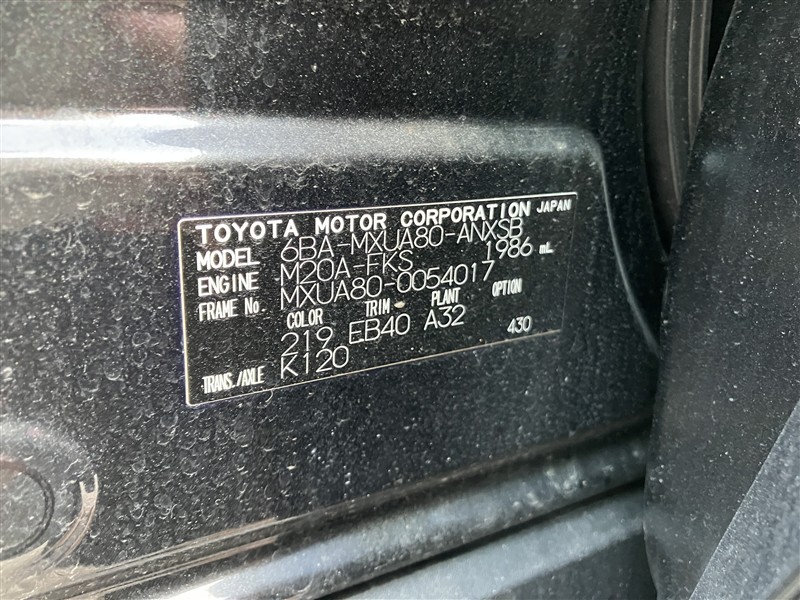 TOYOTA MOTOR CORPORATION JAPAN
MODEL 6BA-MXUA80-ANXSB
ENGINE M20A-FKS 1986 mL
FRAME No. MXUA80-0054017
COLOR TRIM PLANT OPTION
219 EB40 A32 430
TRANS./AXLE K120